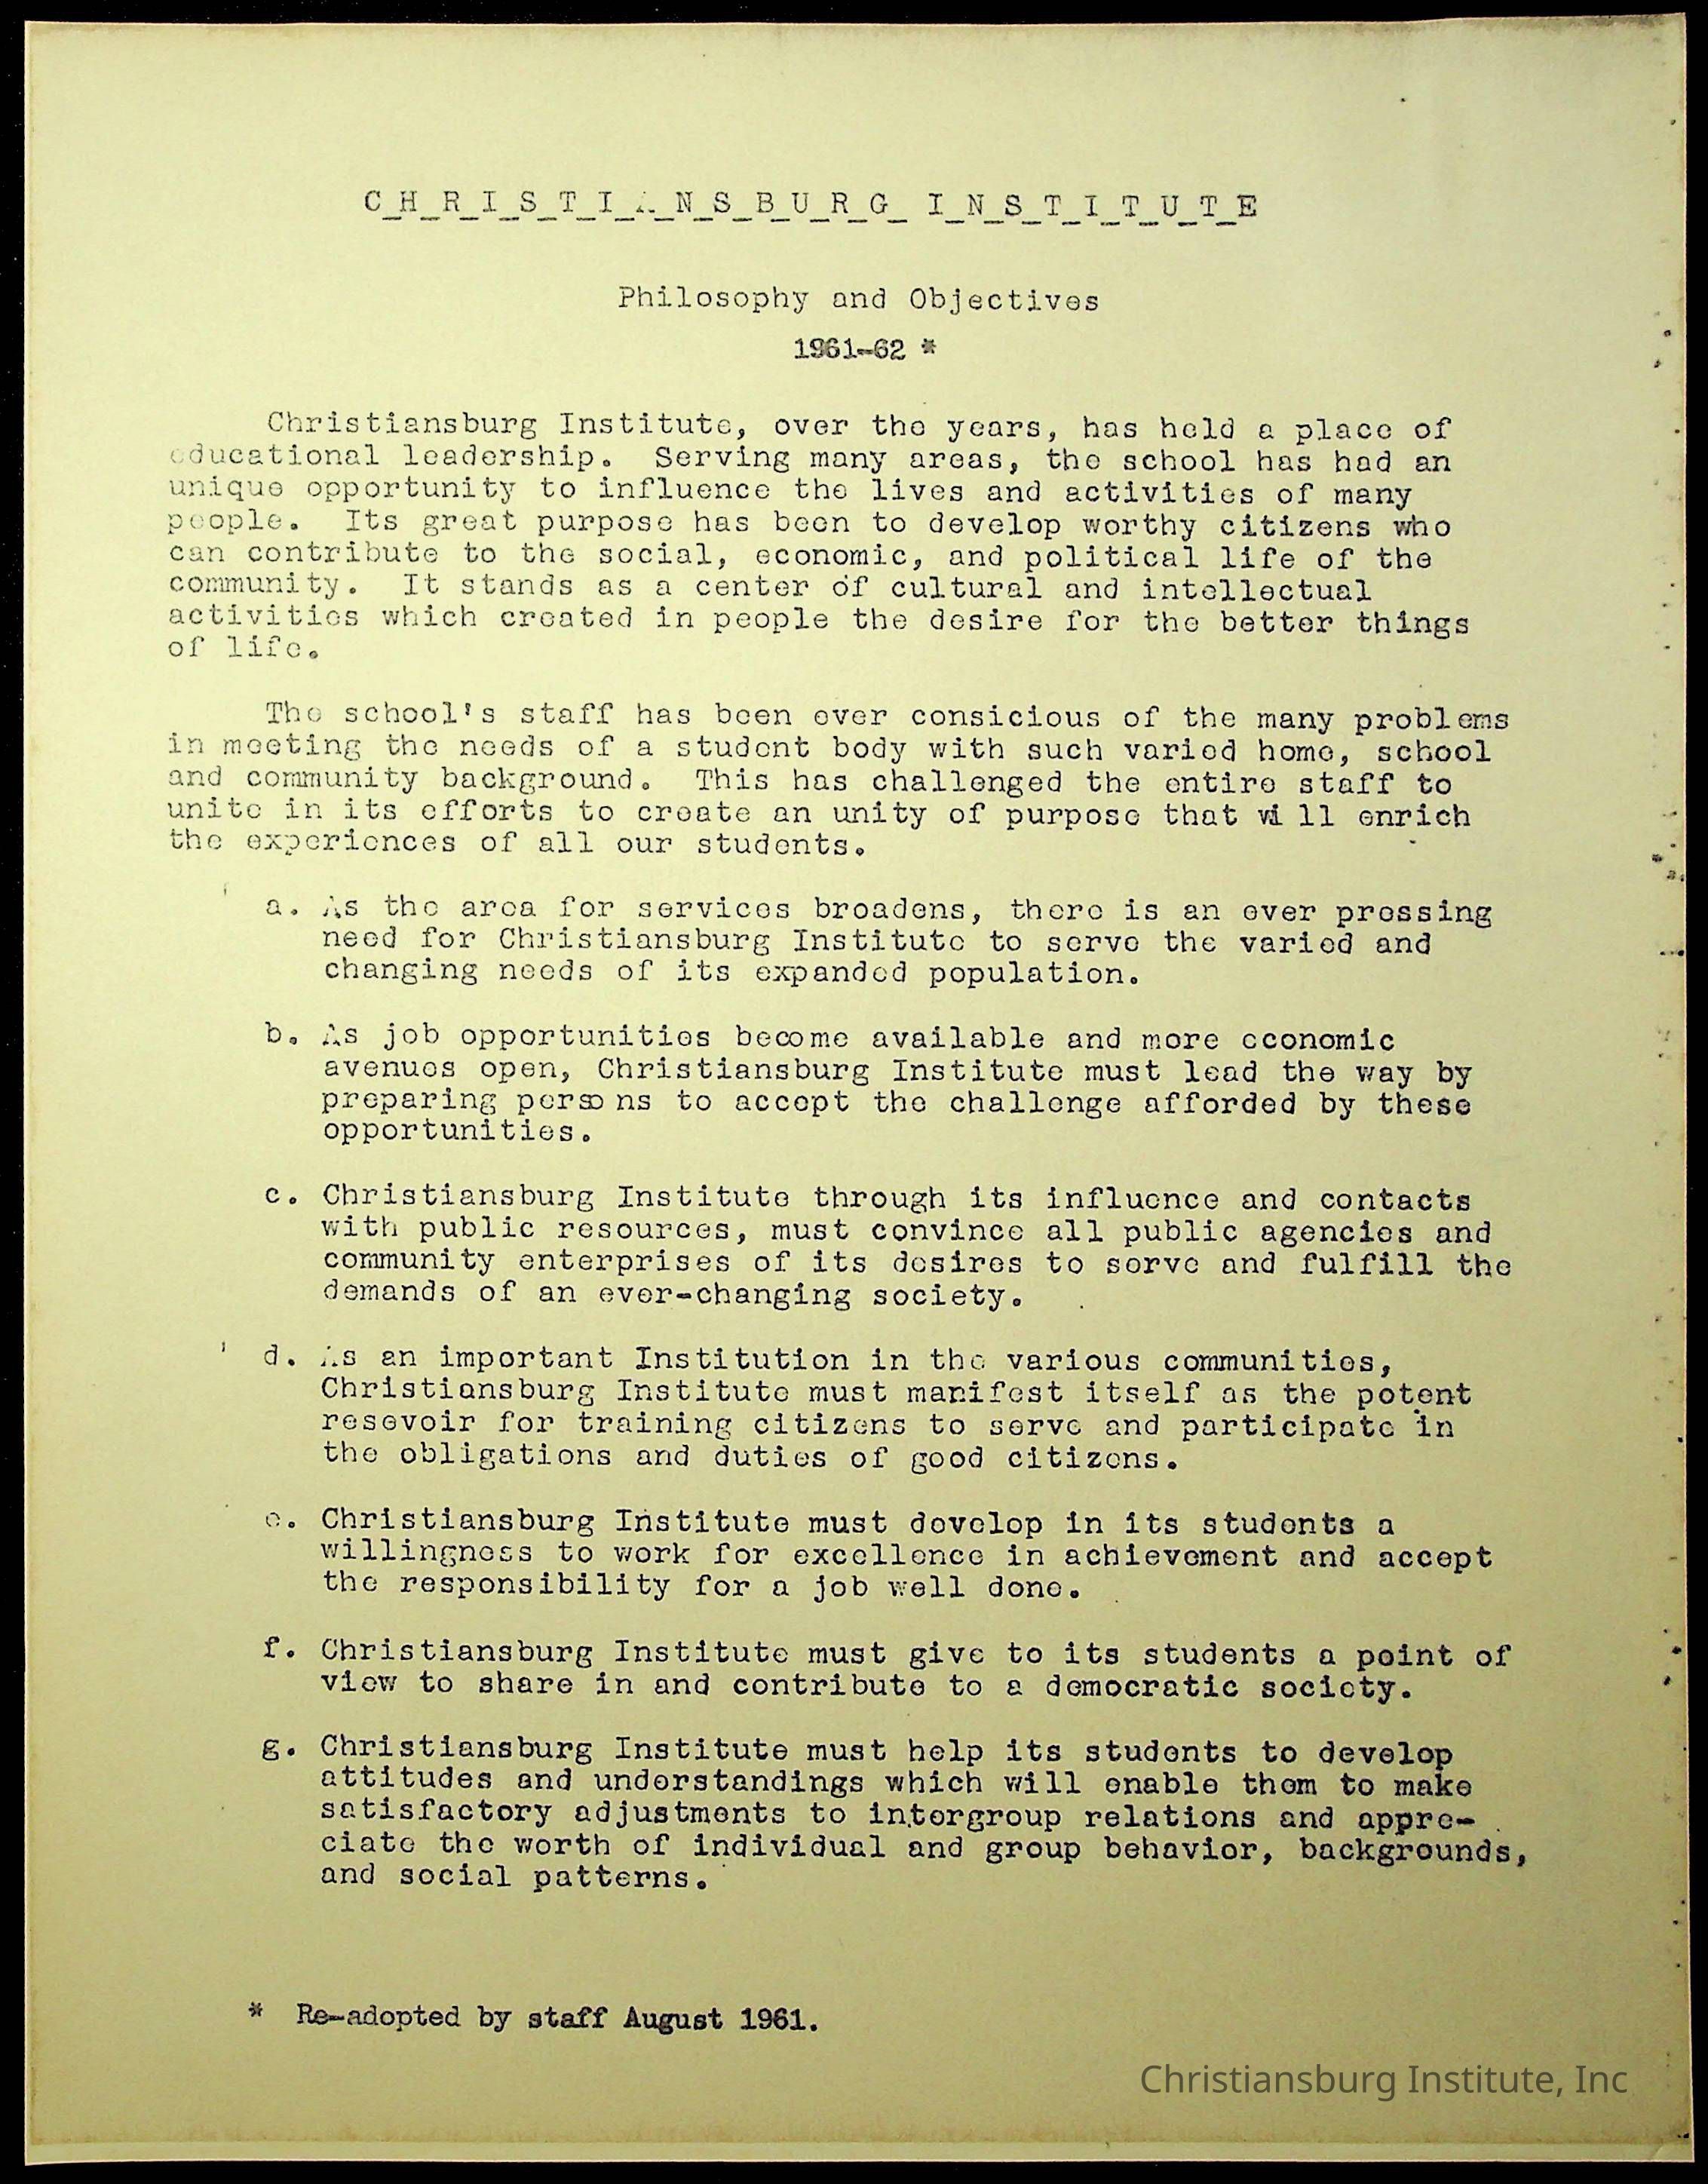 CHRISTIANSBURG INSTITUTE
Philosophy and Objectives
1961-62 *
Christiansburg Institute, over the years, has held a place of
educational leadership. Serving many areas, the school has had an
unique opportunity to influence the lives and activities of many
people. Its great purpose has been to develop worthy citizens who
can contribute to the social, economic, and political life of the
community. It stands as a center of cultural and intellectual
activities which created in people the desire for the better things
of life.
The school's staff has been ever consicious of the many problems
in meeting the needs of a student body with such varied home, school
and community background. This has challenged the entire staff to
unite in its efforts to create an unity of purpose that will enrich
the experiences of all our students.
a. As the area for services broadens, there is an ever pressing
need for Christiansburg Institute to serve the varied and
changing needs of its expanded population.
b. As job opportunities become available and more economic
avenues open, Christiansburg Institute must lead the way by
preparing persons to accept the challenge afforded by these
opportunities.
c. Christiansburg Institute through its influence and contacts
with public resources, must convince all public agencies and
community enterprises of its desires to serve and fulfill the
demands of an ever-changing society.
d. As an important Institution in the various communities,
Christiansburg Institute must manifest itself as the potent
resevoir for training citizens to serve and participate in
the obligations and duties of good citizens.
e. Christiansburg Institute must develop in its students a
willingness to work for excellence in achievement and accept
the responsibility for a job well done.
f. Christiansburg Institute must give to its students a point of
view to share in and contribute to a democratic society.
g. Christiansburg Institute must help its students to develop
attitudes and understandings which will enable them to make
satisfactory adjustments to intergroup relations and appre-
ciate the worth of individual and group behavior, backgrounds,
and social patterns.
* Re-adopted by staff August 1961.
Christiansburg Institute, Inc